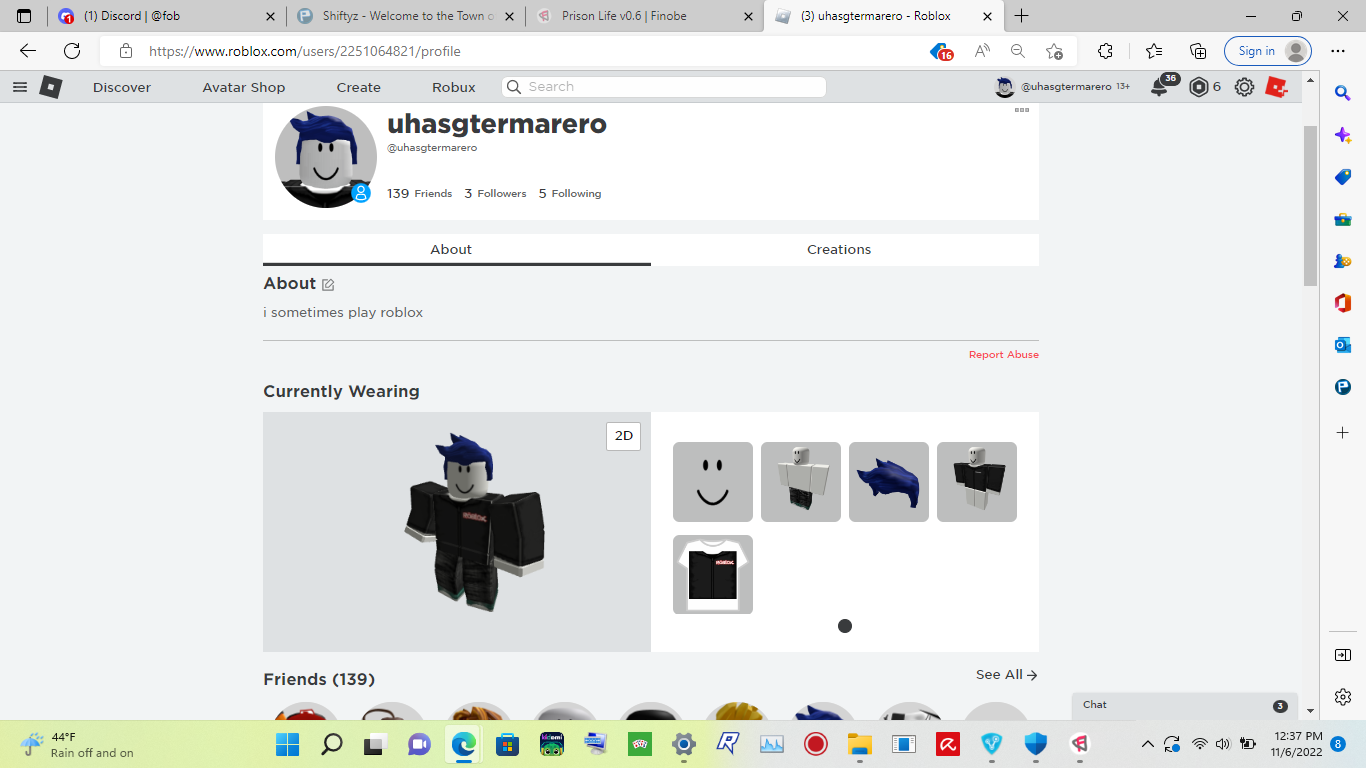 (1) Discord | @fob
Shiftyz - Welcome to the Town o
Prison Life v0.6 | Finobe
(3) uhasgtermarero - Roblox
https://www.roblox.com/users/2251064821/profile
16
Sign in
Discover
Avatar Shop
Create
Robux
Search
@uhasgtermarero 13+
36
6
uhasgtermarero
@uhasgtermarero
139 Friends 3 Followers 5 Following
About
Creations
About
i sometimes play roblox
Report Abuse
Currently Wearing
2D
Friends (139)
See All
Chat
3
44°F
Rain off and on
12:37 PM
11/6/2022
8